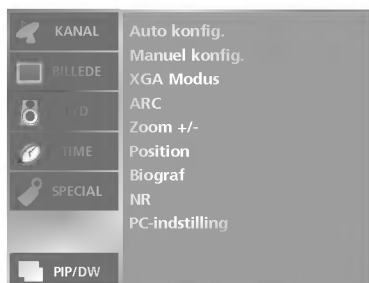 KANAL
BILLEDE
TIME
SPECIAL
PIP/DW
Auto konfig.
Manuel konfig.
XGA Modus
ARC
Zoom +/-
Position
Biograf
NR
PC-indstilling